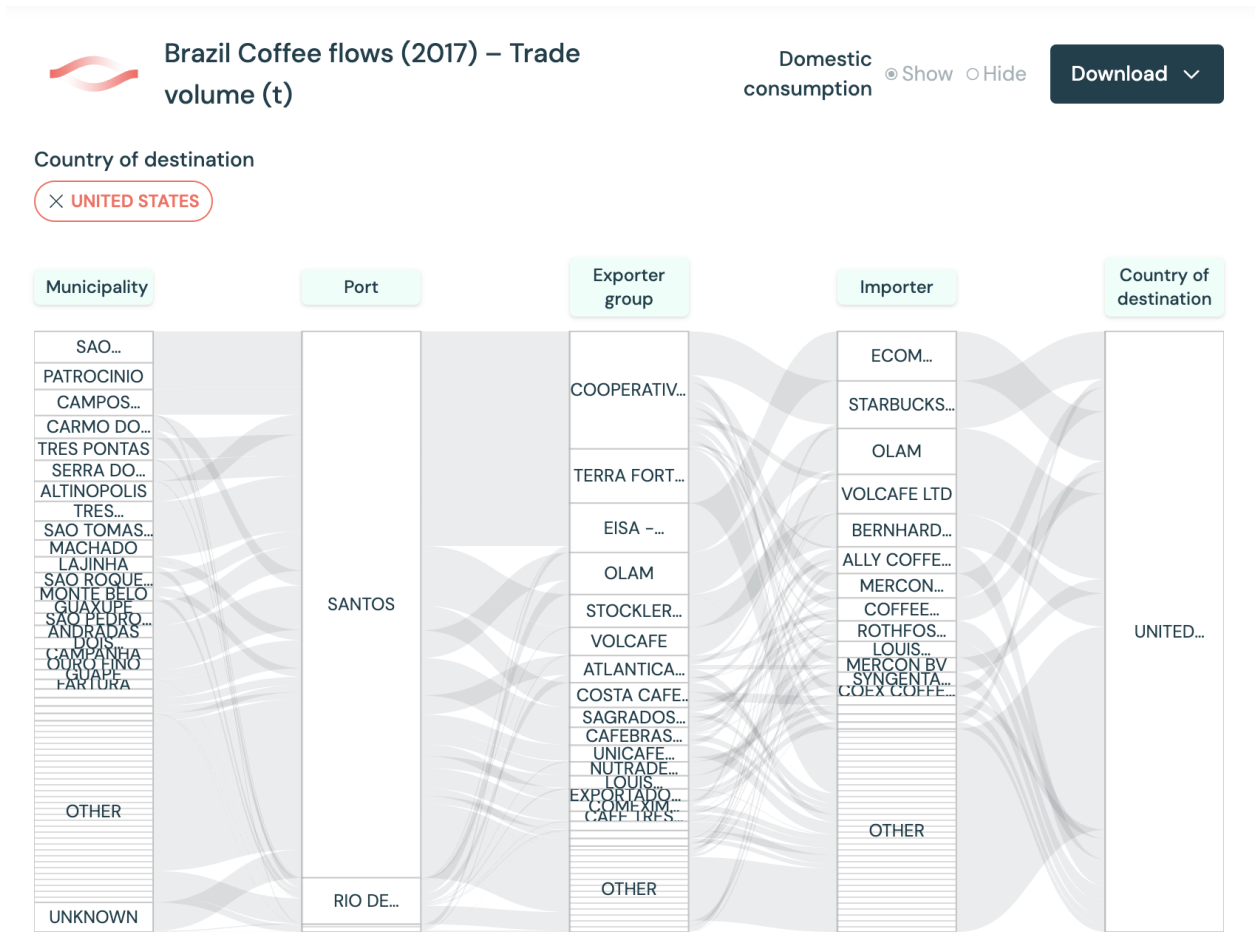 Brazil Coffee flows (2017) – Trade
volume (t)
Domestic
consumption
Show
Hide
Download
Country of destination
UNITED STATES
Municipality
Port
Exporter
group
Importer
Country of
destination
SAO...
PATROCINIO
CAMPOS...
CARMO DO...
TRES PONTAS
SERRA DO...
ALTINOPOLIS
TRES...
SAO TOMAS...
MACHADO
LAJINHA
SAO ROQUE...
MONTE BELO
GUAXUPE
SAO PEDRO...
ANDRADAS
DOIS...
CAMPANHA
OURO FINO
GUAPE
FARTURA
OTHER
UNKNOWN
SANTOS
RIO DE...
COOPERATIV...
TERRA FORT...
EISA –...
OLAM
STOCKLER...
VOLCAFE
ATLANTICA...
COSTA CAFE...
SAGRADOS...
CAFEBRAS...
UNICAFE...
NUTRADE...
LOUIS...
EXPORTADO...
COMEXIM...
CAFE TRES...
OTHER
ECOM...
STARBUCKS...
OLAM
VOLCAFE LTD
BERNHARD...
ALLY COFFE...
MERCON...
COFFEE...
ROTHFOS...
LOUIS...
MERCON BV
SYNGENTA...
COEX COFFE...
OTHER
UNITED...